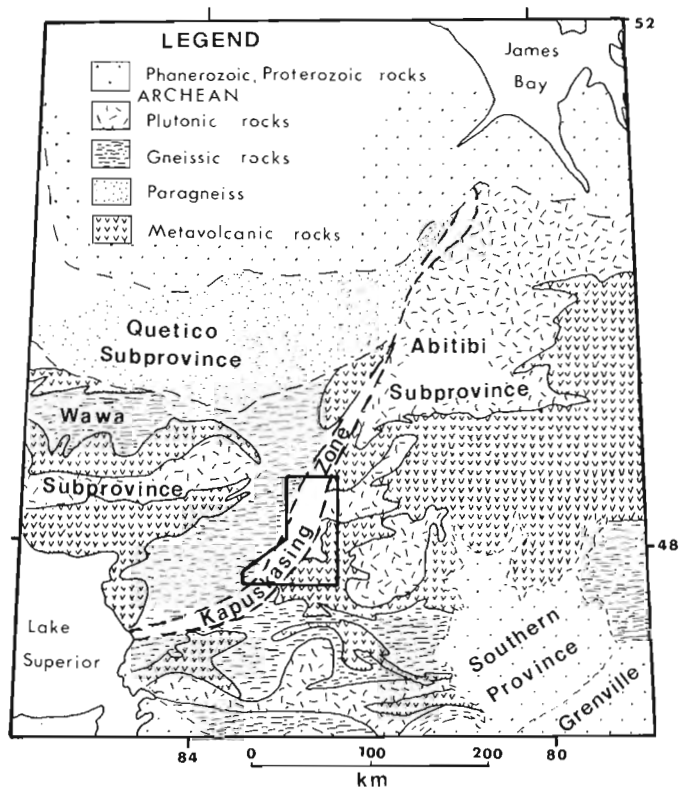 52
LEGEND
James
Bay
Phanerozoic, Proterozoic rocks
ARCHEAN
Plutonic rocks
Gneissic rocks
Paragneiss
Metavolcanic rocks
Quetico
Subprovince
Abitibi
Subprovince
Wawa
Subprovince
Kapuskasing Zone
48
Lake
Superior
Southern
Province
Grenville
84
0
100
200
80
km